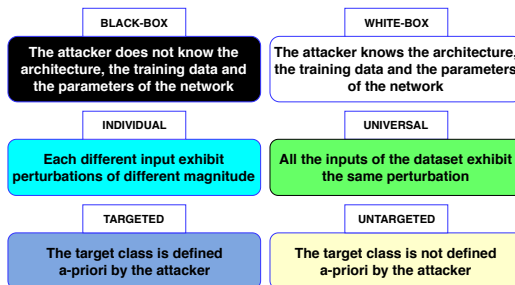 BLACK-BOX
The attacker does not know the
architecture, the training data and
the parameters of the network
WHITE-BOX
The attacker knows the architecture,
the training data and the parameters
of the network
INDIVIDUAL
Each different input exhibit
perturbations of different magnitude
UNIVERSAL
All the inputs of the dataset exhibit
the same perturbation
TARGETED
The target class is defined
a-priori by the attacker
UNTARGETED
The target class is not defined
a-priori by the attacker